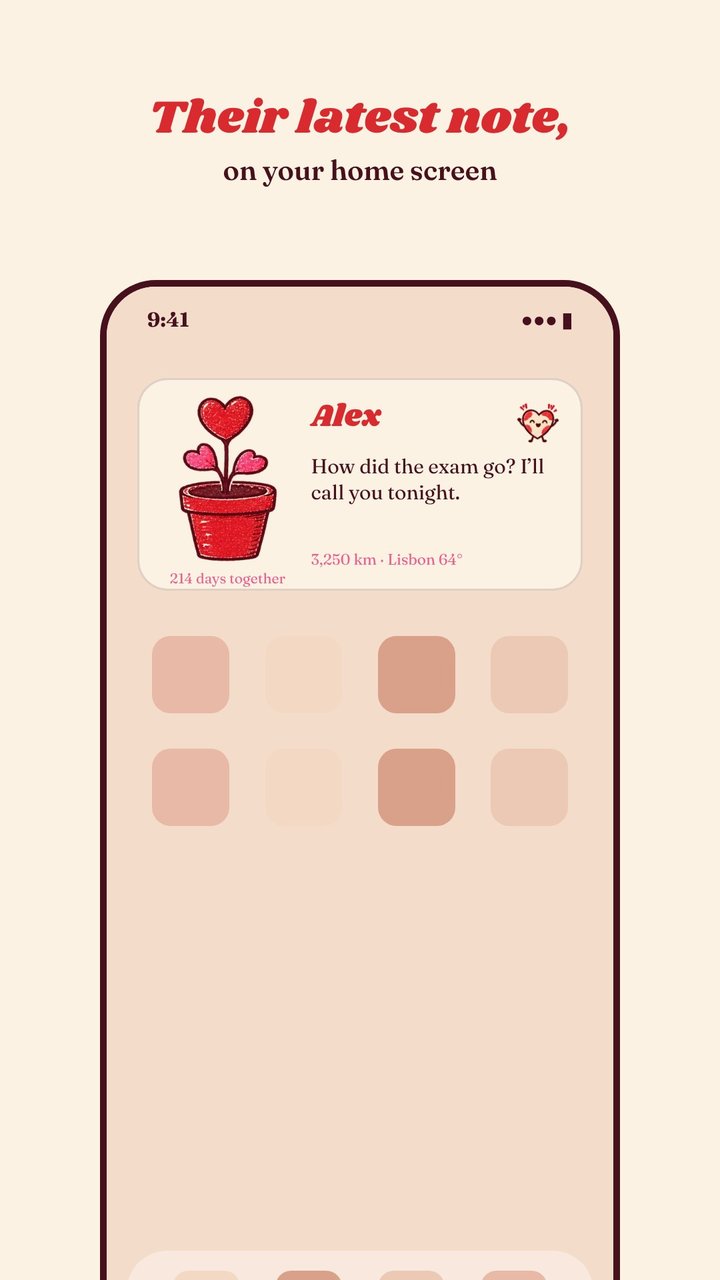 Their latest note,
on your home screen
9:41
Alex
How did the exam go? I’ll
call you tonight.
3,250 km · Lisbon 64°
214 days together